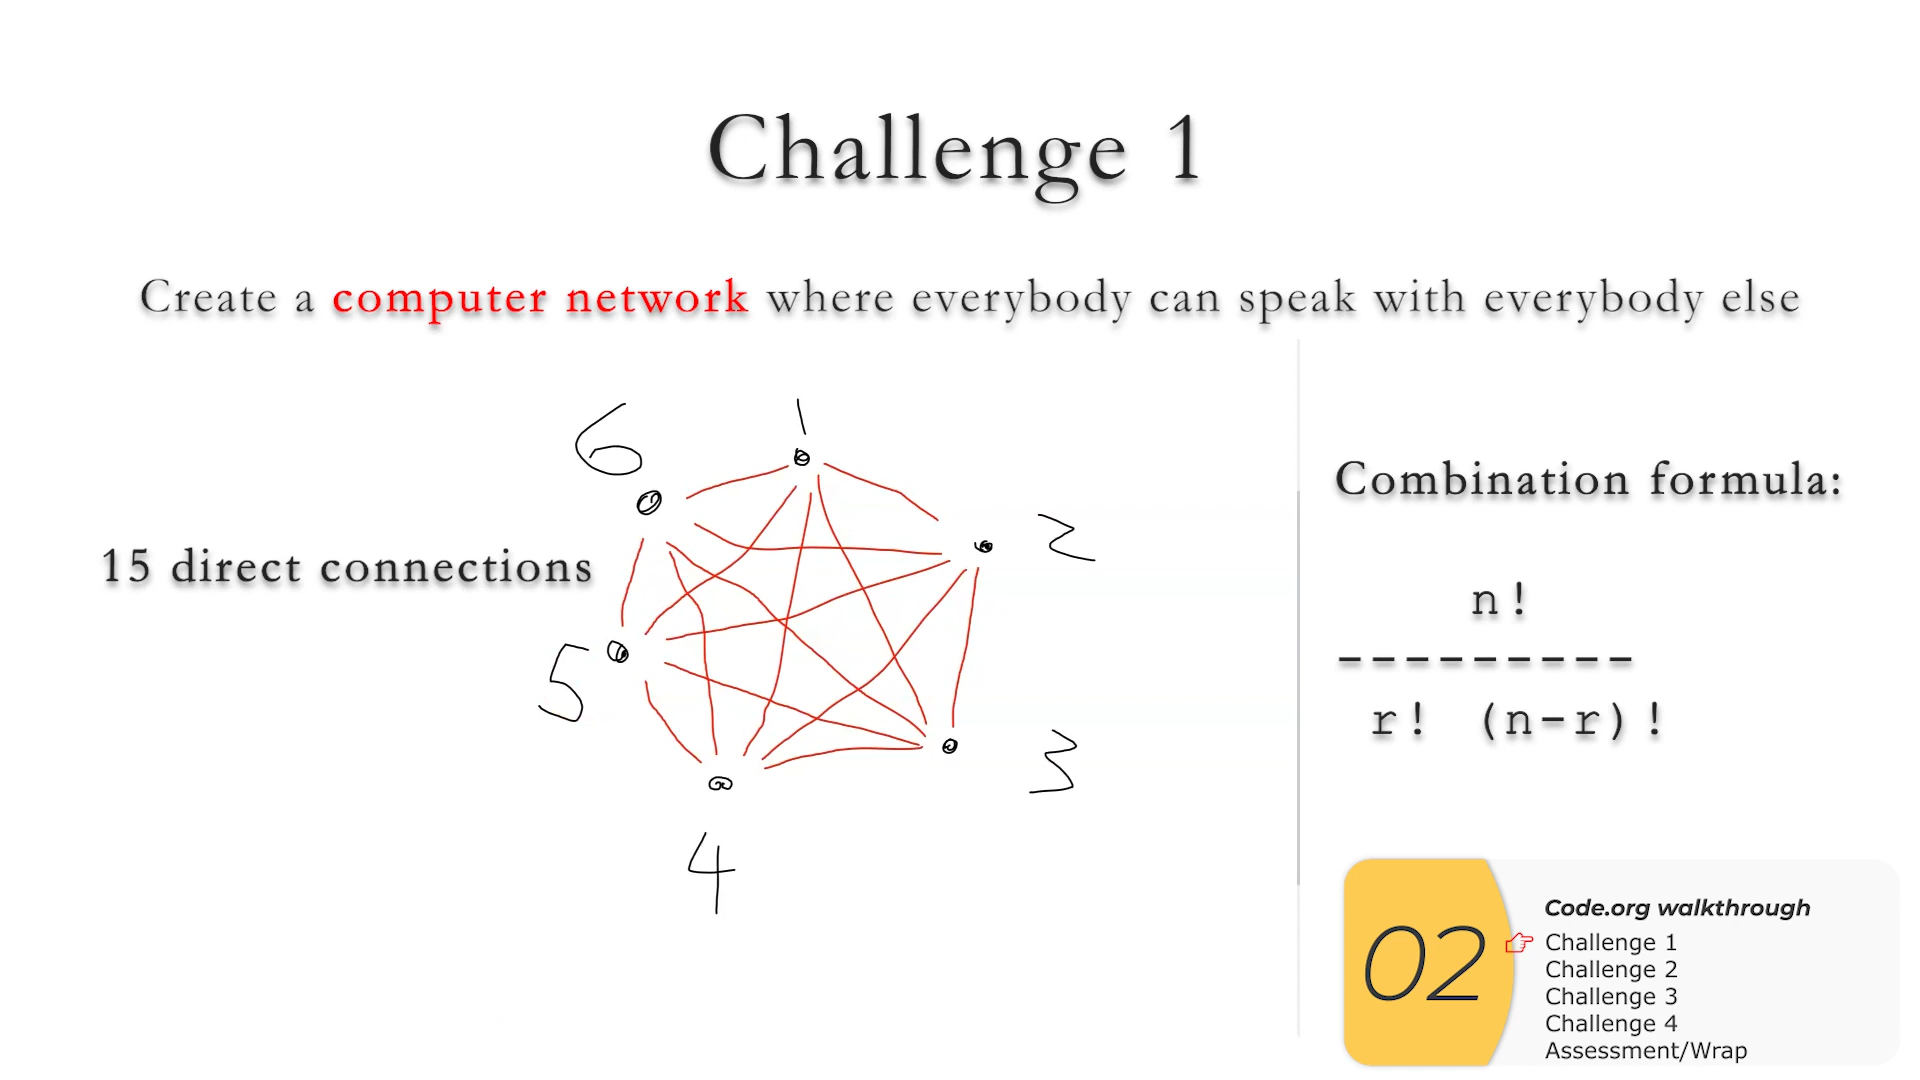 Challenge 1
Create a computer network where everybody can speak with everybody else
6
1
2
15 direct connections
5
3
4
Combination formula:
n!
---------
r! (n-r)!
02
Code.org walkthrough
Challenge 1
Challenge 2
Challenge 3
Challenge 4
Assessment/Wrap